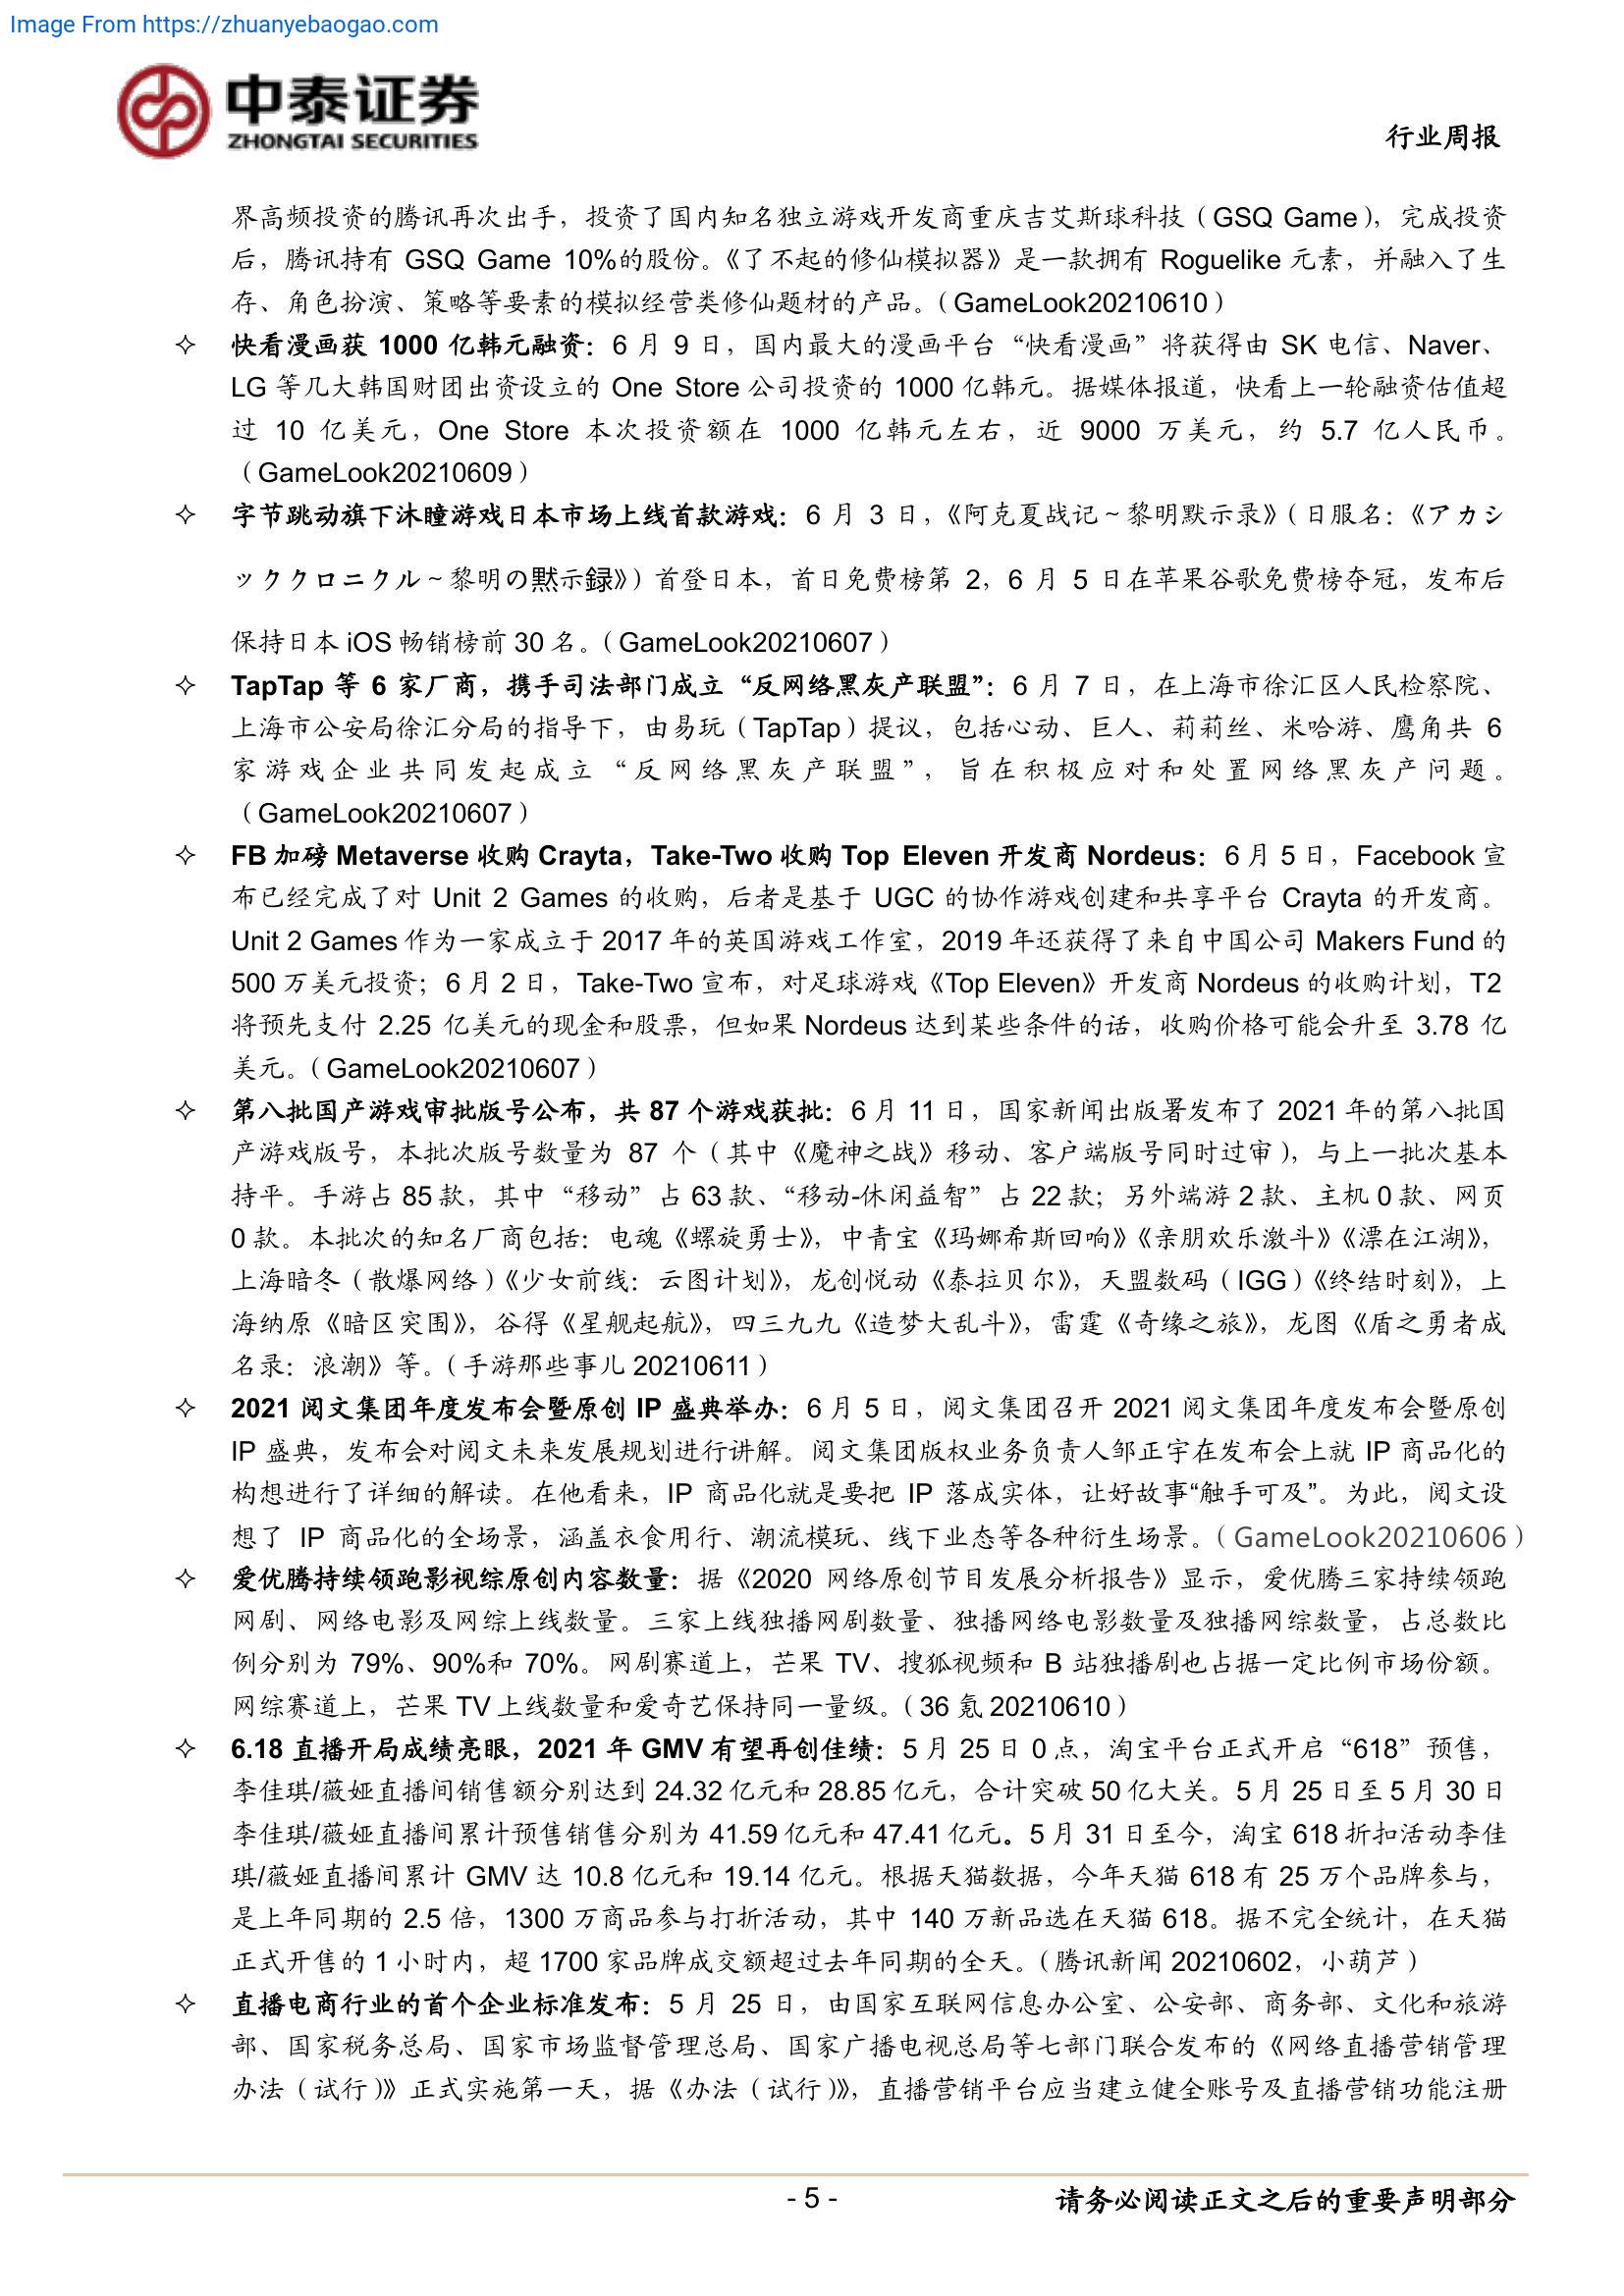 Image From https://zhuanyebaogao.com
中泰证券
ZHONGTAI SECURITIES
行业周报
界高频投资的腾讯再次出手，投资了国内知名独立游戏开发商重庆吉艾斯球科技（GSQ Game），完成投资
后，腾讯持有 GSQ Game 10%的股份。《了不起的修仙模拟器》是一款拥有 Roguelike 元素，并融入了生
存、角色扮演、策略等要素的模拟经营类修仙题材的产品。（GameLook20210610）
✧ 快看漫画获 1000 亿韩元融资：6 月 9 日，国内最大的漫画平台“快看漫画”将获得由 SK 电信、Naver、
LG 等几大韩国财团出资设立的 One Store 公司投资的 1000 亿韩元。据媒体报道，快看上一轮融资估值超
过 10 亿美元，One Store 本次投资额在 1000 亿韩元左右，近 9000 万美元，约 5.7 亿人民币。
（GameLook20210609）
✧ 字节跳动旗下沐瞳游戏日本市场上线首款游戏：6 月 3 日，《阿克夏战记～黎明默示录》（日服名：《アカシ
ッククロニクル～黎明の黙示録》）首登日本，首日免费榜第 2，6 月 5 日在苹果谷歌免费榜夺冠，发布后
保持日本 iOS 畅销榜前 30 名。（GameLook20210607）
✧ TapTap 等 6 家厂商，携手司法部门成立“反网络黑灰产联盟”：6 月 7 日，在上海市徐汇区人民检察院、
上海市公安局徐汇分局的指导下，由易玩（TapTap）提议，包括心动、巨人、莉莉丝、米哈游、鹰角共 6
家游戏企业共同发起成立“反网络黑灰产联盟”，旨在积极应对和处置网络黑灰产问题。
（GameLook20210607）
✧ FB 加磅 Metaverse 收购 Crayta，Take-Two 收购 Top Eleven 开发商 Nordeus：6 月 5 日，Facebook 宣
布已经完成了对 Unit 2 Games 的收购，后者是基于 UGC 的协作游戏创建和共享平台 Crayta 的开发商。
Unit 2 Games 作为一家成立于 2017 年的英国游戏工作室，2019 年还获得了来自中国公司 Makers Fund 的
500 万美元投资；6 月 2 日，Take-Two 宣布，对足球游戏《Top Eleven》开发商 Nordeus 的收购计划，T2
将预先支付 2.25 亿美元的现金和股票，但如果 Nordeus 达到某些条件的话，收购价格可能会升至 3.78 亿
美元。（GameLook20210607）
✧ 第八批国产游戏审批版号公布，共 87 个游戏获批：6 月 11 日，国家新闻出版署发布了 2021 年的第八批国
产游戏版号，本批次版号数量为 87 个（其中《魔神之战》移动、客户端版号同时过审），与上一批次基本
持平。手游占 85 款，其中“移动”占 63 款、“移动-休闲益智”占 22 款；另外端游 2 款、主机 0 款、网页
0 款。本批次的知名厂商包括：电魂《螺旋勇士》，中青宝《玛娜希斯回响》《亲朋欢乐激斗》《漂在江湖》，
上海暗冬（散爆网络）《少女前线：云图计划》，龙创悦动《泰拉贝尔》，天盟数码（IGG）《终结时刻》，上
海纳原《暗区突围》，谷得《星舰起航》，四三九九《造梦大乱斗》，雷霆《奇缘之旅》，龙图《盾之勇者成
名录：浪潮》等。（手游那些事儿 20210611）
✧ 2021 阅文集团年度发布会暨原创 IP 盛典举办：6 月 5 日，阅文集团召开 2021 阅文集团年度发布会暨原创
IP 盛典，发布会对阅文未来发展规划进行讲解。阅文集团版权业务负责人邹正宇在发布会上就 IP 商品化的
构想进行了详细的解读。在他看来，IP 商品化就是要把 IP 落成实体，让好故事“触手可及”。为此，阅文设
想了 IP 商品化的全场景，涵盖衣食用行、潮流模玩、线下业态等各种衍生场景。（GameLook20210606）
✧ 爱优腾持续领跑影视综原创内容数量：据《2020 网络原创节目发展分析报告》显示，爱优腾三家持续领跑
网剧、网络电影及网综上线数量。三家上线独播网剧数量、独播网络电影数量及独播网综数量，占总数比
例分别为 79%、90%和 70%。网剧赛道上，芒果 TV、搜狐视频和 B 站独播剧也占据一定比例市场份额。
网综赛道上，芒果 TV 上线数量和爱奇艺保持同一量级。（36 氪 20210610）
✧ 6.18 直播开局成绩亮眼，2021 年 GMV 有望再创佳绩：5 月 25 日 0 点，淘宝平台正式开启“618”预售，
李佳琪/薇娅直播间销售额分别达到 24.32 亿元和 28.85 亿元，合计突破 50 亿大关。5 月 25 日至 5 月 30 日
李佳琪/薇娅直播间累计预售销售分别为 41.59 亿元和 47.41 亿元。5 月 31 日至今，淘宝 618 折扣活动李佳
琪/薇娅直播间累计 GMV 达 10.8 亿元和 19.14 亿元。根据天猫数据，今年天猫 618 有 25 万个品牌参与，
是上年同期的 2.5 倍，1300 万商品参与打折活动，其中 140 万新品选在天猫 618。据不完全统计，在天猫
正式开售的 1 小时内，超 1700 家品牌成交额超过去年同期的全天。（腾讯新闻 20210602，小葫芦）
✧ 直播电商行业的首个企业标准发布：5 月 25 日，由国家互联网信息办公室、公安部、商务部、文化和旅游
部、国家税务总局、国家市场监督管理总局、国家广播电视总局等七部门联合发布的《网络直播营销管理
办法（试行）》正式实施第一天，据《办法（试行）》，直播营销平台应当建立健全账号及直播营销功能注册
- 5 -
请务必阅读正文之后的重要声明部分